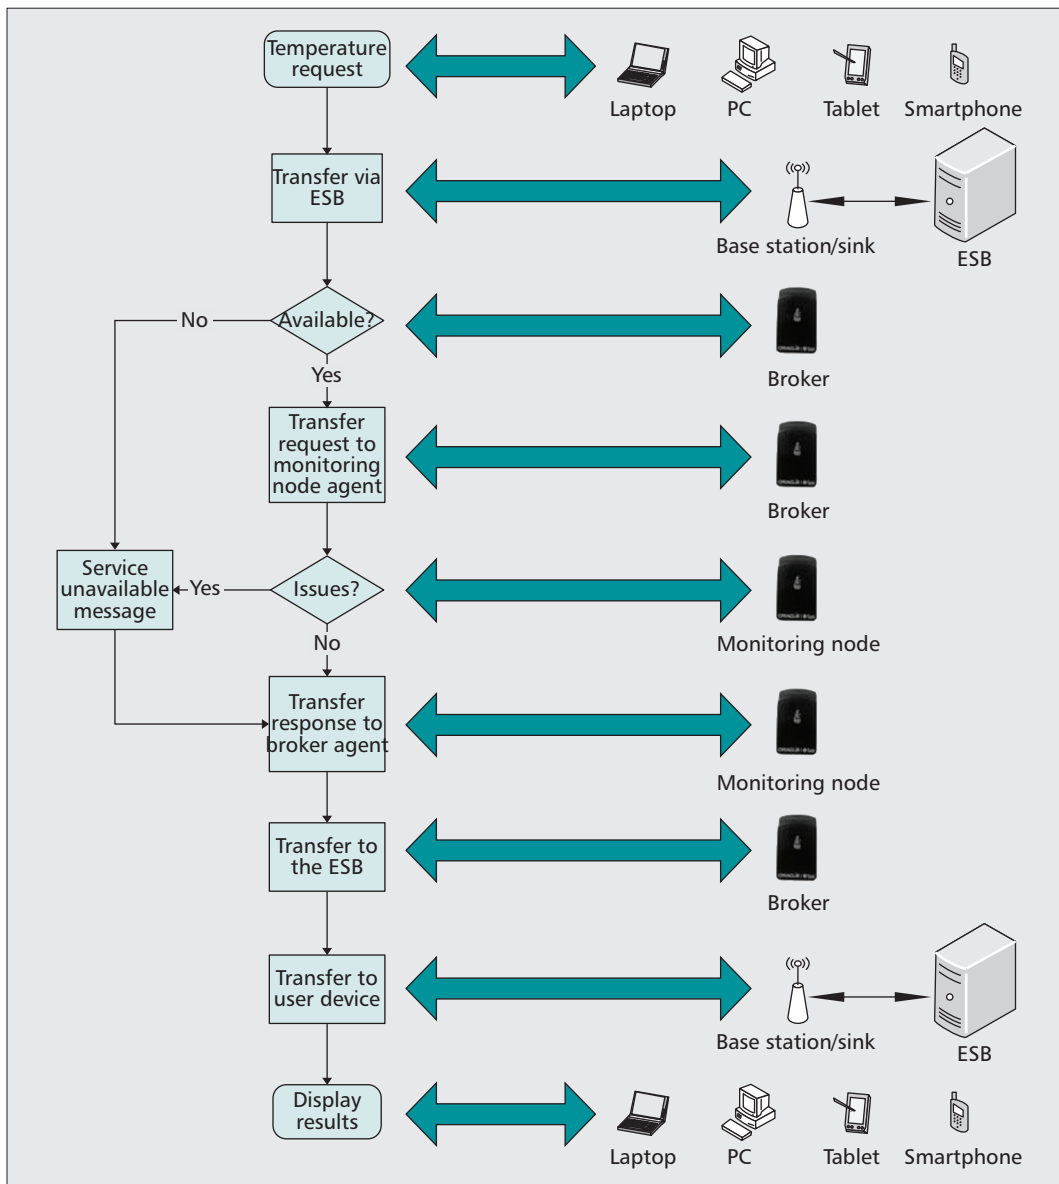 Temperature
request
Laptop
PC
Tablet
Smartphone
Transfer via
ESB
Base station/sink
ESB
Available?
No
Yes
Broker
Transfer
request to
monitoring
node agent
Broker
Service
unavailable
message
Yes
Issues?
No
Monitoring node
Transfer
response to
broker agent
Monitoring node
Transfer to
the ESB
Broker
Transfer to
user device
Base station/sink
ESB
Display
results
Laptop
PC
Tablet
Smartphone